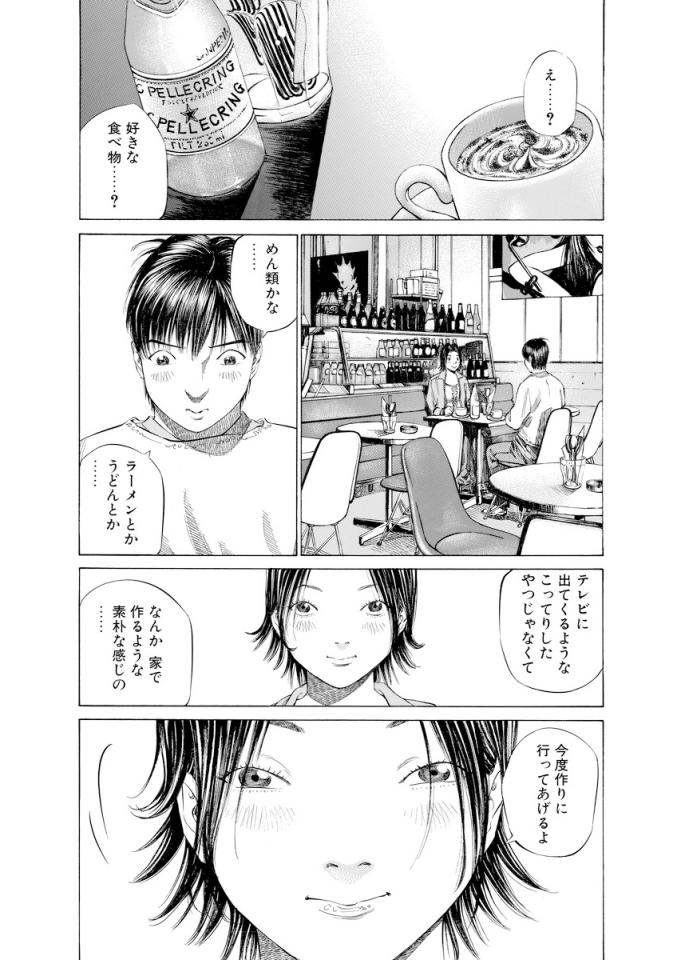 え……?
SANPELLE
C PELLEGRINO
S.PELLEGRINO
好きな
食べ物……?
めん類かな
……
ラーメンとか
うどんとか
……
テレビに
出てくるような
こってりした
やつじゃなくて
なんか 家で
作るような
素朴な感じの
……
今度作りに
行ってあげるよ